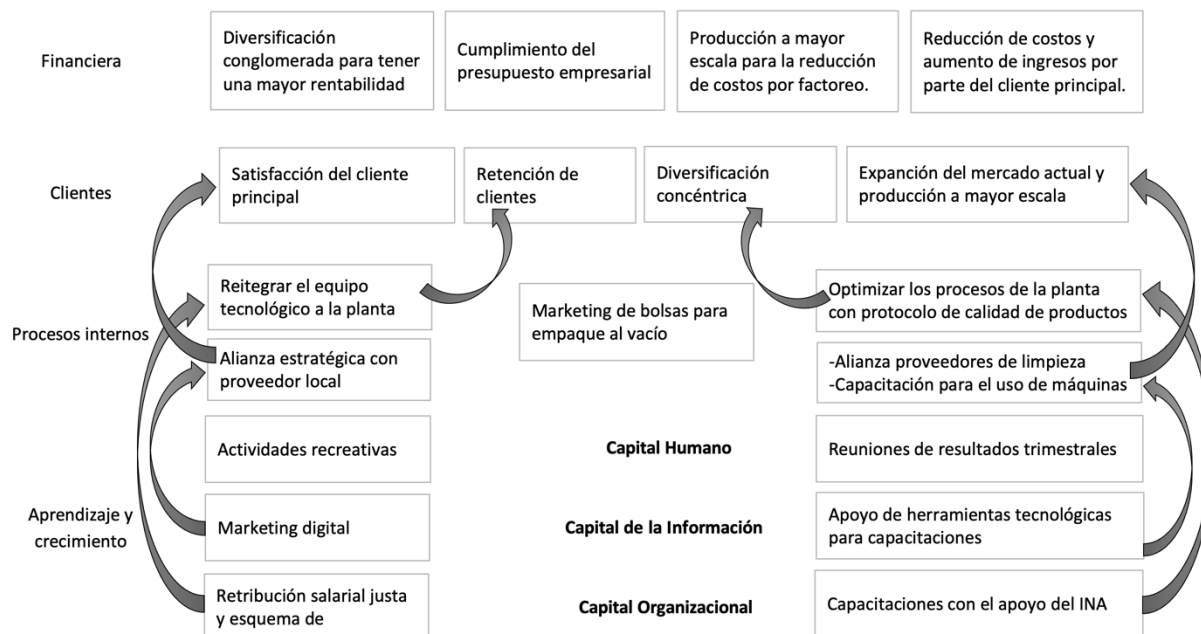 Financiera
Diversificación
conglomerada para tener
una mayor rentabilidad
Cumplimiento del
presupuesto empresarial
Producción a mayor
escala para la reducción
de costos por factoreo.
Reducción de costos y
aumento de ingresos por
parte del cliente principal.
Clientes
Satisfacción del cliente
principal
Retención de
clientes
Diversificación
concéntrica
Expansión del mercado actual y
producción a mayor escala
Procesos internos
Reitegrar el equipo
tecnológico a la planta
Marketing de bolsas para
empaque al vacío
Optimizar los procesos de la planta
con protocolo de calidad de productos
Alianza estratégica con
proveedor local
-Alianza proveedores de limpieza
-Capacitación para el uso de máquinas
Aprendizaje y
crecimiento
Actividades recreativas
Capital Humano
Reuniones de resultados trimestrales
Marketing digital
Capital de la Información
Apoyo de herramientas tecnológicas
para capacitaciones
Retribución salarial justa
y esquema de
Capital Organizacional
Capacitaciones con el apoyo del INA